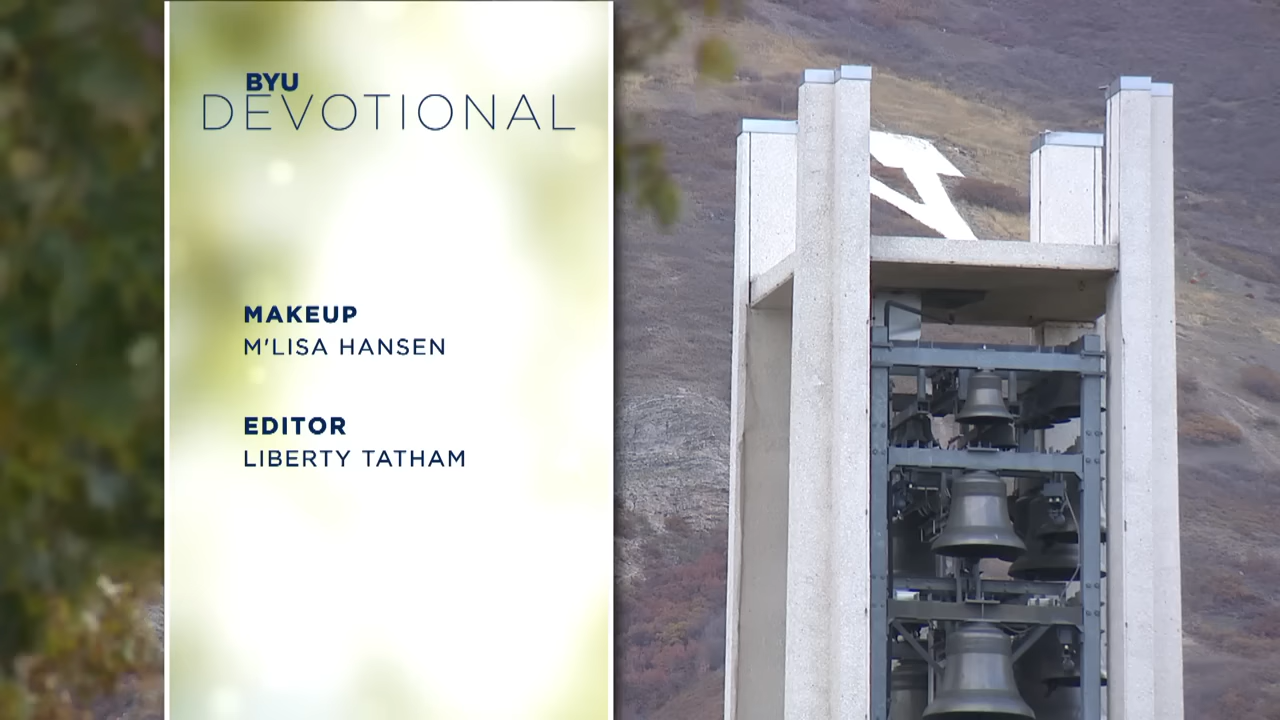 BYU
DEVOTIONAL
MAKEUP
M'LISA HANSEN
EDITOR
LIBERTY TATHAM